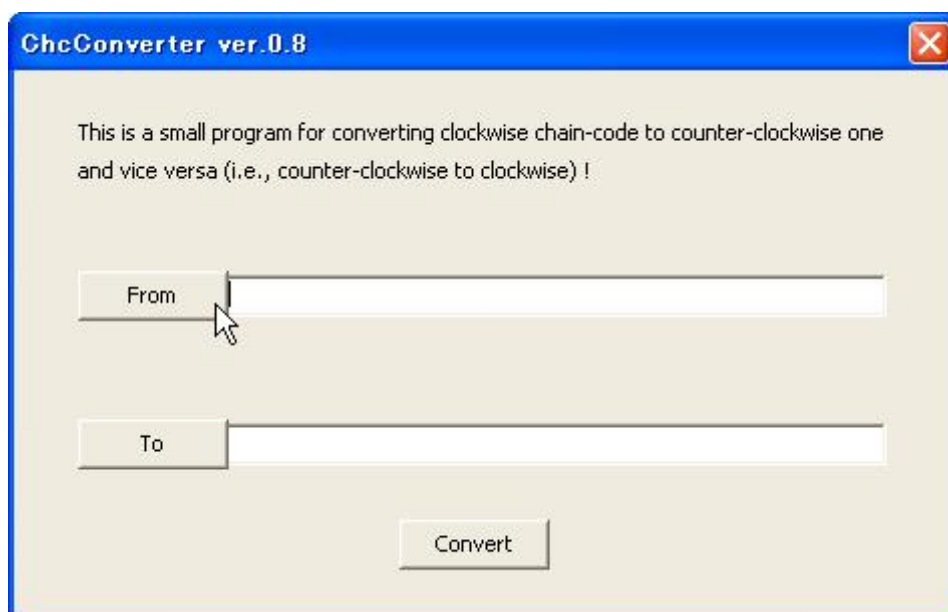 ChcConverter ver.0.8
This is a small program for converting clockwise chain-code to counter-clockwise one
and vice versa (i.e., counter-clockwise to clockwise) !
From
To
Convert